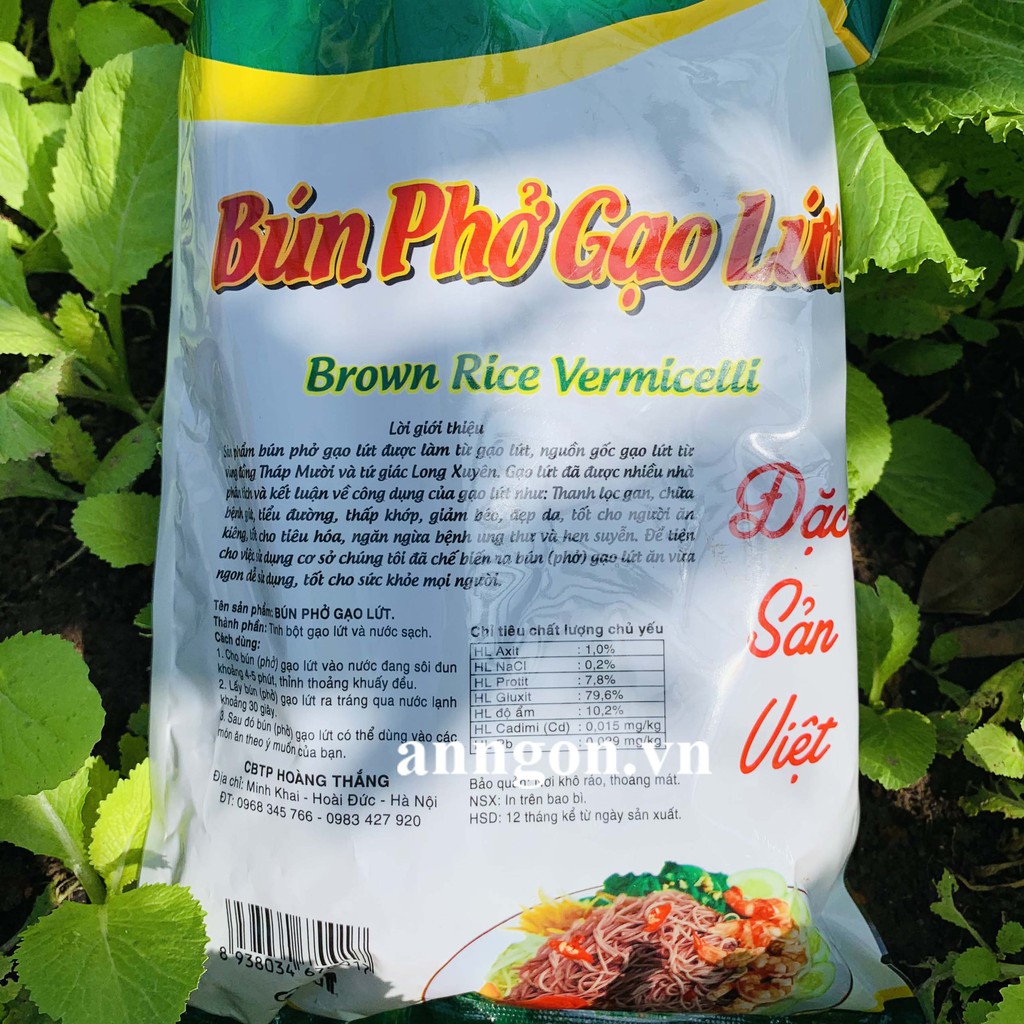 Bún Phở Gạo Lứt
Brown Rice Vermicelli
Lời giới thiệu
phẩm bún phở gạo lứt được làm từ gạo lứt, nguồn gốc gạo lứt từ
vùng đồng Tháp Mười và tứ giác Long Xuyên. Gạo lứt đã được nhiều nhà
phân tích và kết luận về công dụng của gạo lứt như: Thanh lọc gan, chữa
bệnh gút, tiểu đường, thấp khớp, giảm béo, đẹp da, tốt cho người ăn
kiêng, tốt cho tiêu hóa, ngăn ngừa bệnh ung thư và hen suyễn. Để tiện
cho việc sử dụng cơ sở chúng tôi đã chế biến ra bún (phở) gạo lứt ăn vừa
ngon dễ sử dụng, tốt cho sức khỏe mọi người.
Đặc
Sản
Việt
Tên sản phẩm: BÚN PHỞ GẠO LỨT.
Thành phần: Tinh bột gạo lứt và nước sạch.
Cách dùng:
1. Cho bún (phở) gạo lứt vào nước đang sôi đun
khoảng 4-5 phút, thỉnh thoảng khuấy đều.
2. Lấy bún (phở) gạo lứt ra tráng qua nước lạnh
khoảng 30 giây.
3. Sau đó bún (phở) gạo lứt có thể dùng vào các
món ăn theo ý muốn của bạn.
CBTP HOÀNG THẮNG
Địa chỉ: Minh Khai - Hoài Đức - Hà Nội
ĐT: 0968 345 766 - 0983 427 920
Chỉ tiêu chất lượng chủ yếu
HL Axit : 1,0%
HL NaCl : 0,2%
HL Protit : 7,8%
HL Gluxit : 79,6%
HL độ ẩm : 10,2%
HL Cadimi (Cd) : 0,015 mg/kg
: 0,029 mg/kg
anngon.vn
Bảo quản: nơi khô ráo, thoáng mát.
NSX: In trên bao bì.
HSD: 12 tháng kể từ ngày sản xuất.
8 938034